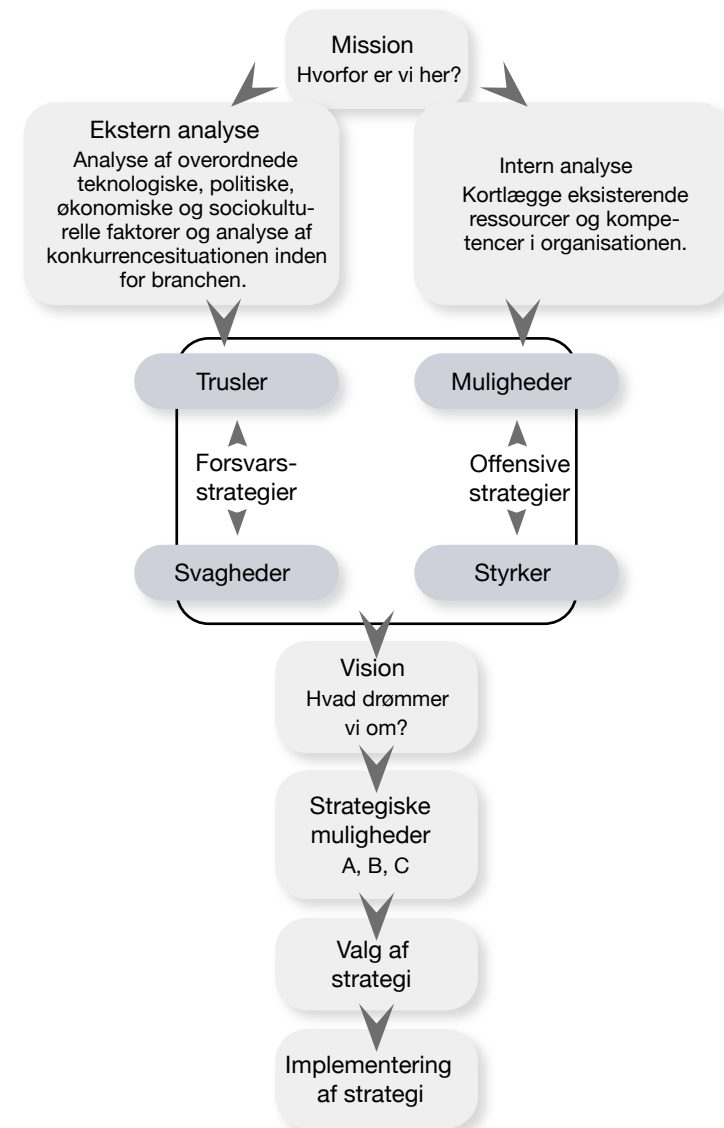 Mission
Hvorfor er vi her?
Ekstern analyse
Analyse af overordnede
teknologiske, politiske,
økonomiske og sociokultu-
relle faktorer og analyse af
konkurrencesituationen inden
for branchen.
Intern analyse
Kortlægge eksisterende
ressourcer og kompe-
tencer i organisationen.
Trusler
Muligheder
Forsvars-
strategier
Offensive
strategier
Svagheder
Styrker
Vision
Hvad drømmer
vi om?
Strategiske
muligheder
A, B, C
Valg af
strategi
Implementering
af strategi